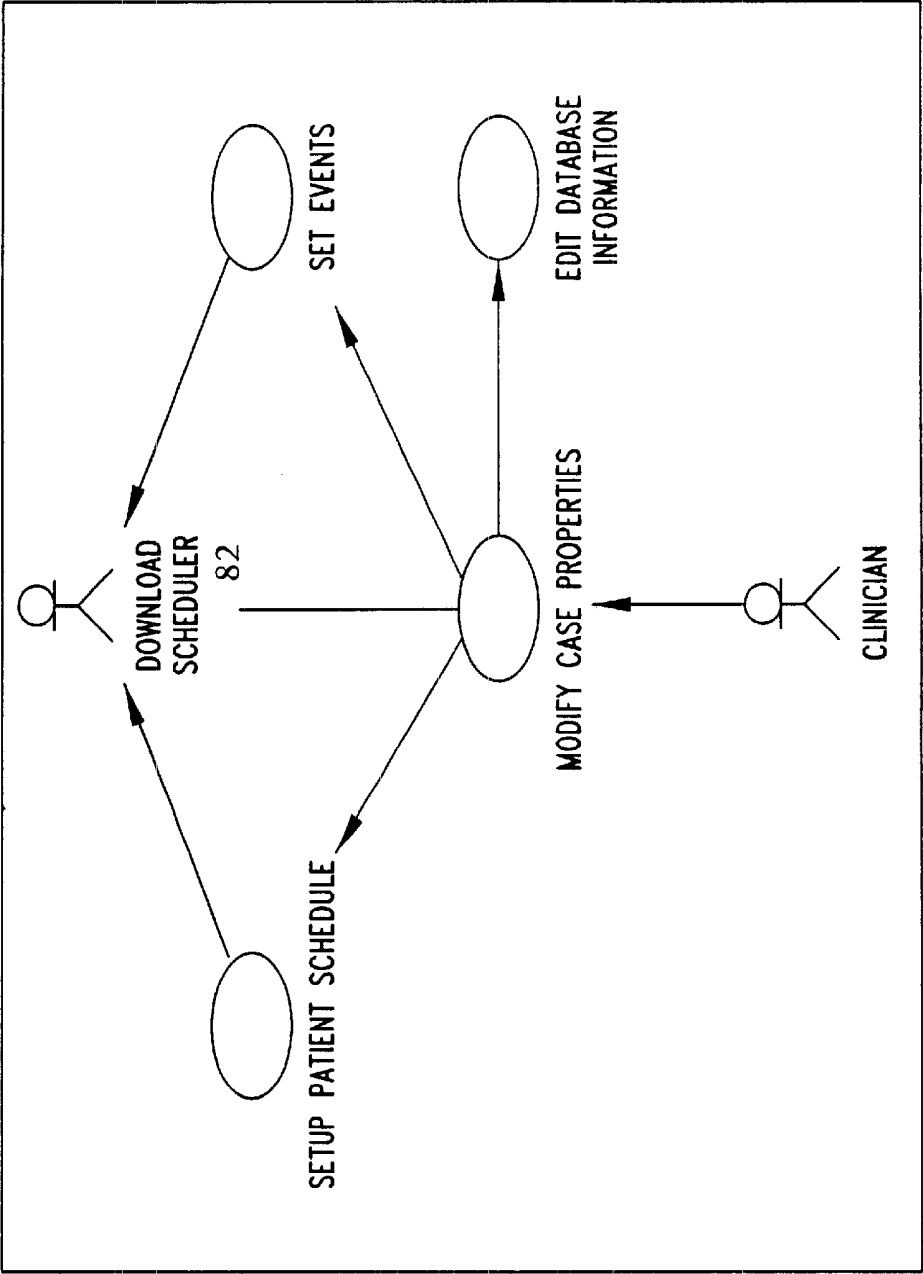 SETUP PATIENT SCHEDULE
DOWNLOAD
SCHEDULER
82
SET EVENTS
MODIFY CASE PROPERTIES
EDIT DATABASE
INFORMATION
CLINICIAN